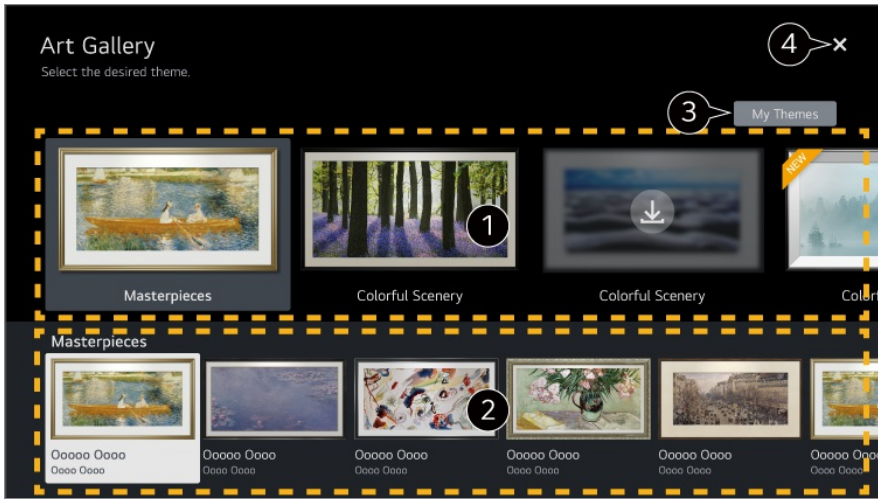 Art Gallery
4
Select the desired theme.
3
My Themes
NEW
1
Masterpieces
Colorful Scenery
Colorful Scenery
Colorf
Masterpieces
2
Ooooo Oooo
Ooooo Oooo
Ooooo Oooo
Ooooo Oooo
Ooooo Oooo
Ooooo Ooo
Oooo Oooo
Oooo Oooo
Oooo Oooo
Oooo Oooo
Oooo Oooo
Oooo Oooo